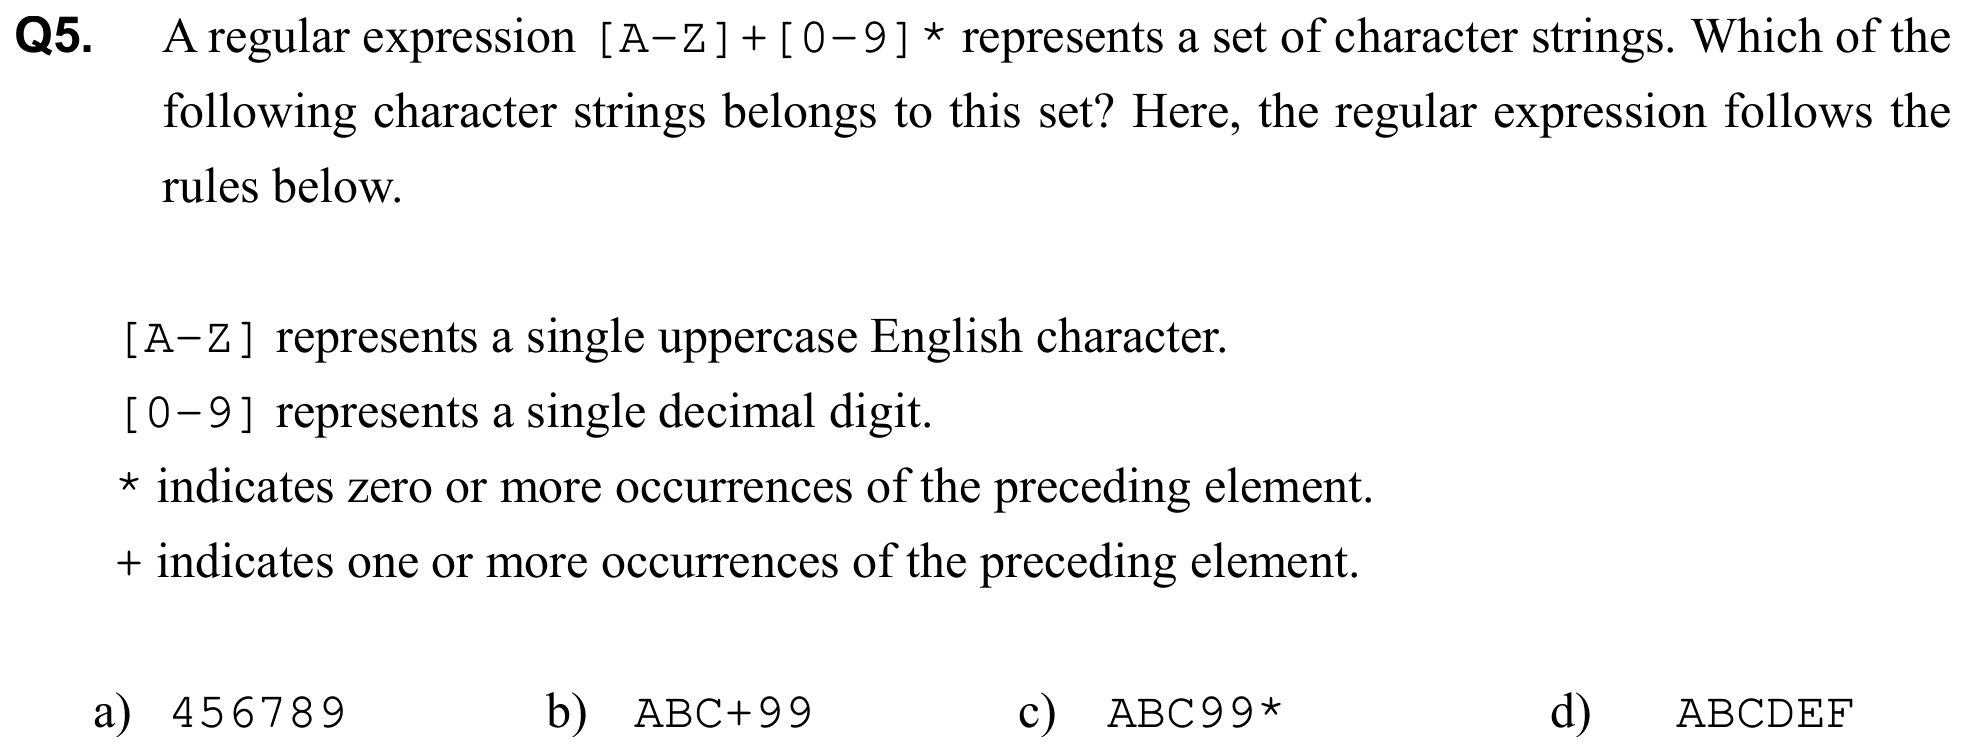 Q5. A regular expression [A-Z]+[0-9]* represents a set of character strings. Which of the
following character strings belongs to this set? Here, the regular expression follows the
rules below.
[A-Z] represents a single uppercase English character.
[0-9] represents a single decimal digit.
* indicates zero or more occurrences of the preceding element.
+ indicates one or more occurrences of the preceding element.
a) 456789 b) ABC+99 c) ABC99* d) ABCDEF